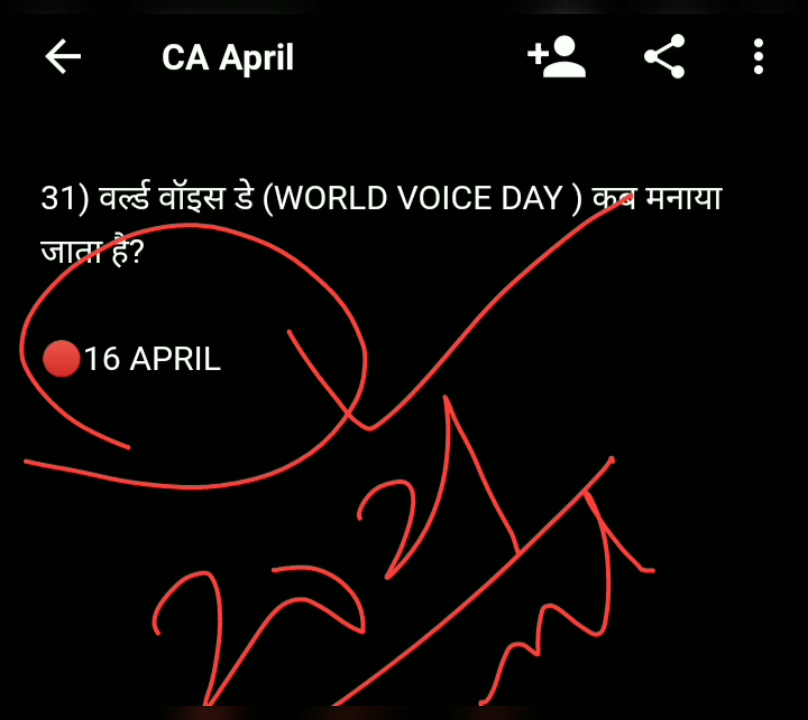 CA April
31) वर्ल्ड वॉइस डे (WORLD VOICE DAY ) कब मनाया
जाता है?
16 APRIL